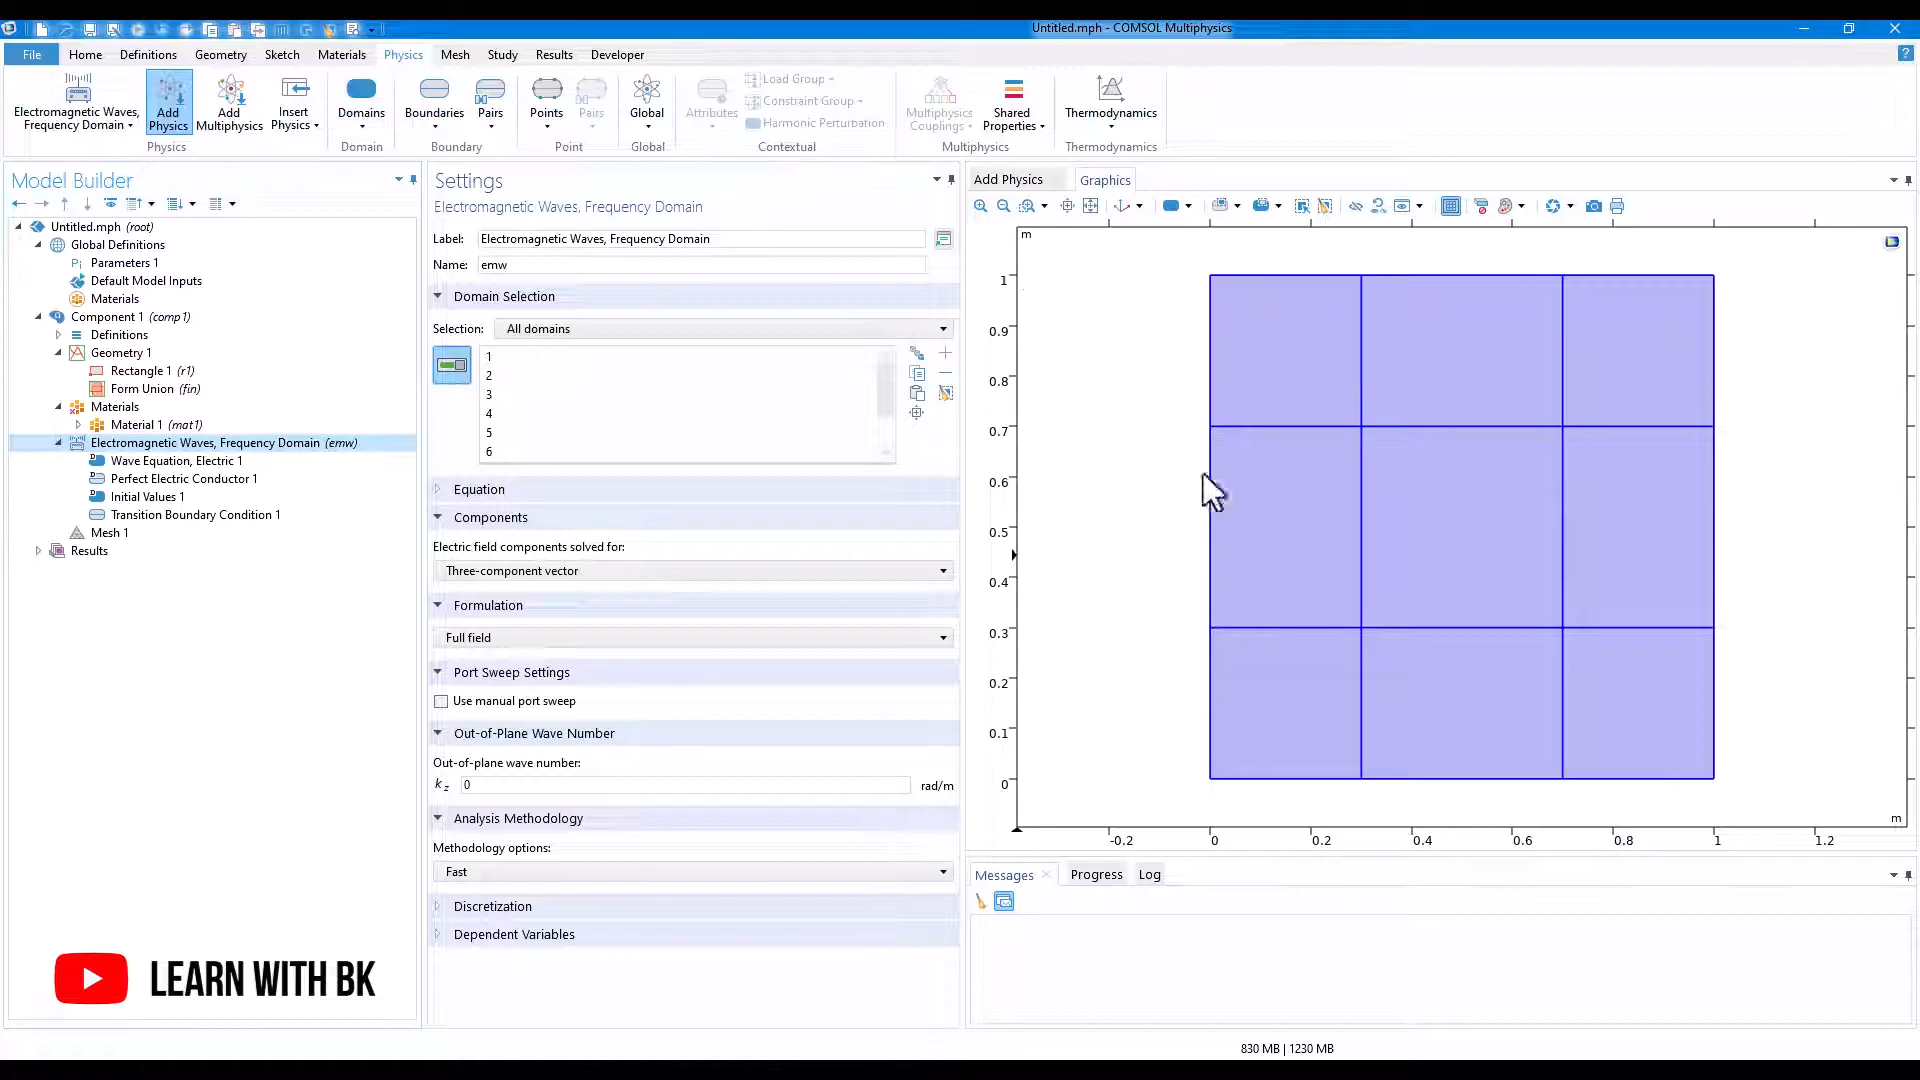 Untitled.mph - COMSOL Multiphysics
File Home Definitions Geometry Sketch Materials Physics Mesh Study Results Developer
Electromagnetic Waves, Frequency Domain
Add Physics
Add Multiphysics
Insert Physics
Domains
Boundaries
Pairs
Points
Pairs
Global
Attributes
Load Group
Constraint Group
Harmonic Perturbation
Multiphysics Couplings
Shared Properties
Thermodynamics
Physics Domain Boundary Point Global Contextual Multiphysics Thermodynamics
Model Builder
Untitled.mph (root)
Global Definitions
Pi Parameters 1
Default Model Inputs
Materials
Component 1 (comp1)
Definitions
Geometry 1
Rectangle 1 (r1)
Form Union (fin)
Materials
Material 1 (mat1)
Electromagnetic Waves, Frequency Domain (emw)
Wave Equation, Electric 1
Perfect Electric Conductor 1
Initial Values 1
Transition Boundary Condition 1
Mesh 1
Results
LEARN WITH BK
Settings
Electromagnetic Waves, Frequency Domain
Label: Electromagnetic Waves, Frequency Domain
Name: emw
Domain Selection
Selection: All domains
1
2
3
4
5
6
Equation
Components
Electric field components solved for:
Three-component vector
Formulation
Full field
Port Sweep Settings
Use manual port sweep
Out-of-Plane Wave Number
Out-of-plane wave number:
kz 0 rad/m
Analysis Methodology
Methodology options:
Fast
Discretization
Dependent Variables
Add Physics Graphics
m
1
0.9
0.8
0.7
0.6
0.5
0.4
0.3
0.2
0.1
0
m
-0.2 0 0.2 0.4 0.6 0.8 1 1.2
Messages Progress Log
830 MB | 1230 MB